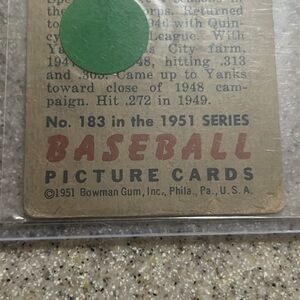 Corps. Returned
1946 with Quin-
League. With
City farm,
.48, hitting .313
and .305. Came up to Yanks
toward close of 1948 cam-
paign. Hit .272 in 1949.
No. 183 in the 1951 SERIES
BASEBALL
PICTURE CARDS
©1951 Bowman Gum, Inc., Phila., Pa., U. S. A.